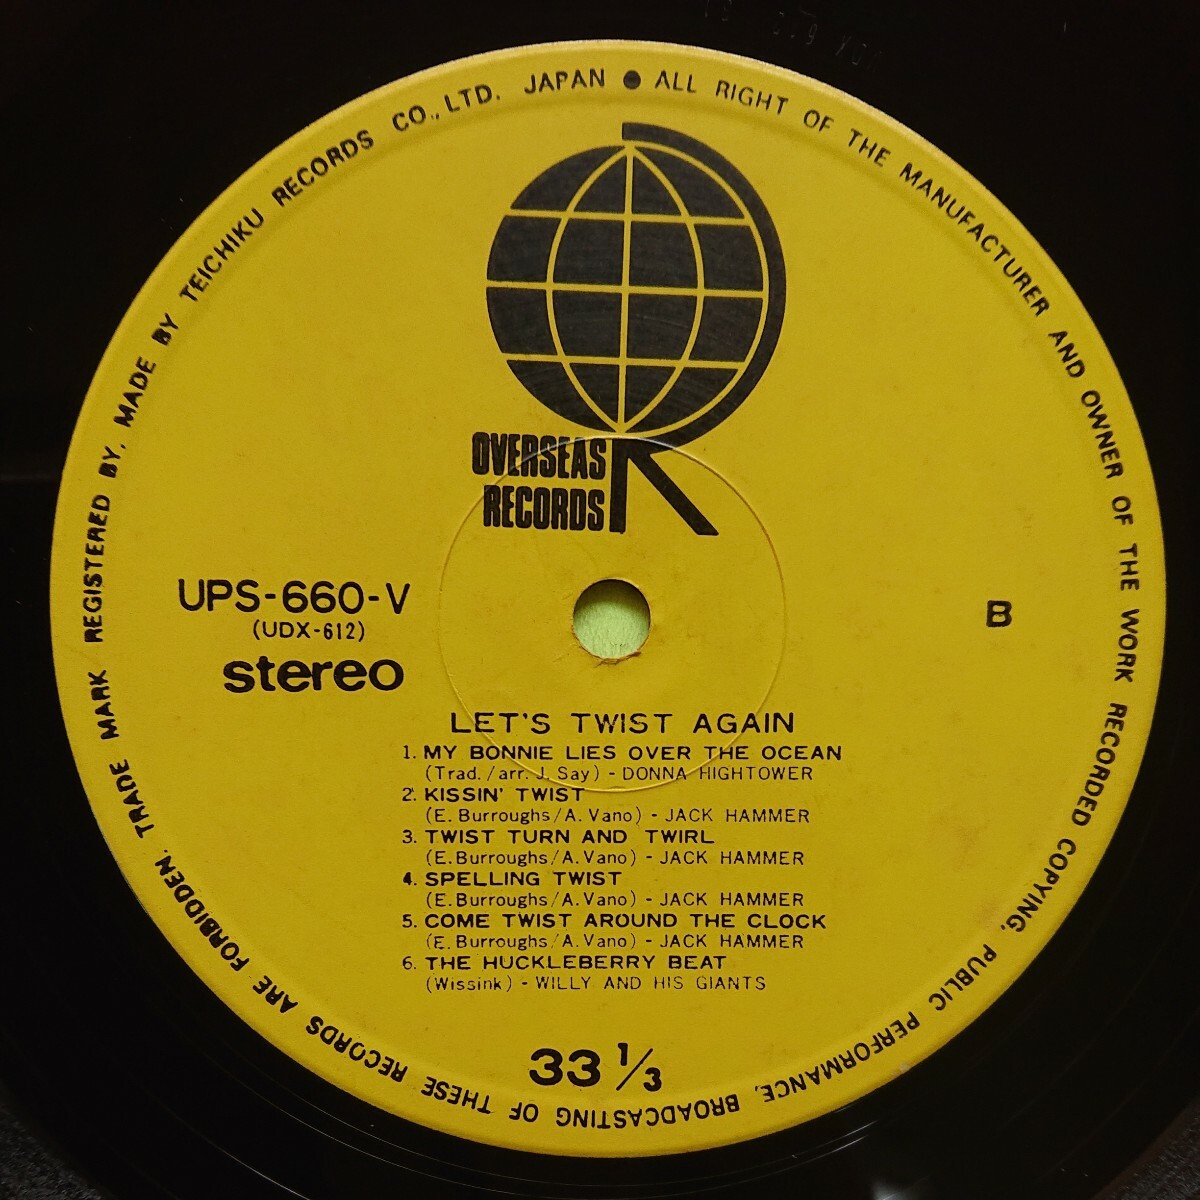 TRADE MARK REGISTERED BY, MADE BY TEICHIKU RECORDS CO., LTD. JAPAN ● ALL RIGHT OF THE MANUFACTURER AND OWNER OF THE WORK RECORDED COPYING, PUBLIC PERFORMANCE, BROADCASTING OF THESE RECORDS ARE FORBIDDEN.
OVERSEAS
RECORDS
UPS-660-V
(UDX-612)
stereo
B
LET'S TWIST AGAIN
1. MY BONNIE LIES OVER THE OCEAN
(Trad./arr. J. Say) - DONNA HIGHTOWER
2. KISSIN' TWIST
(E. Burroughs/A. Vano) - JACK HAMMER
3. TWIST TURN AND TWIRL
(E. Burroughs/A. Vano) - JACK HAMMER
4. SPELLING TWIST
(E. Burroughs/A. Vano) - JACK HAMMER
5. COME TWIST AROUND THE CLOCK
(E. Burroughs/A. Vano) - JACK HAMMER
6. THE HUCKLEBERRY BEAT
(Wissink) - WILLY AND HIS GIANTS
33 1/3